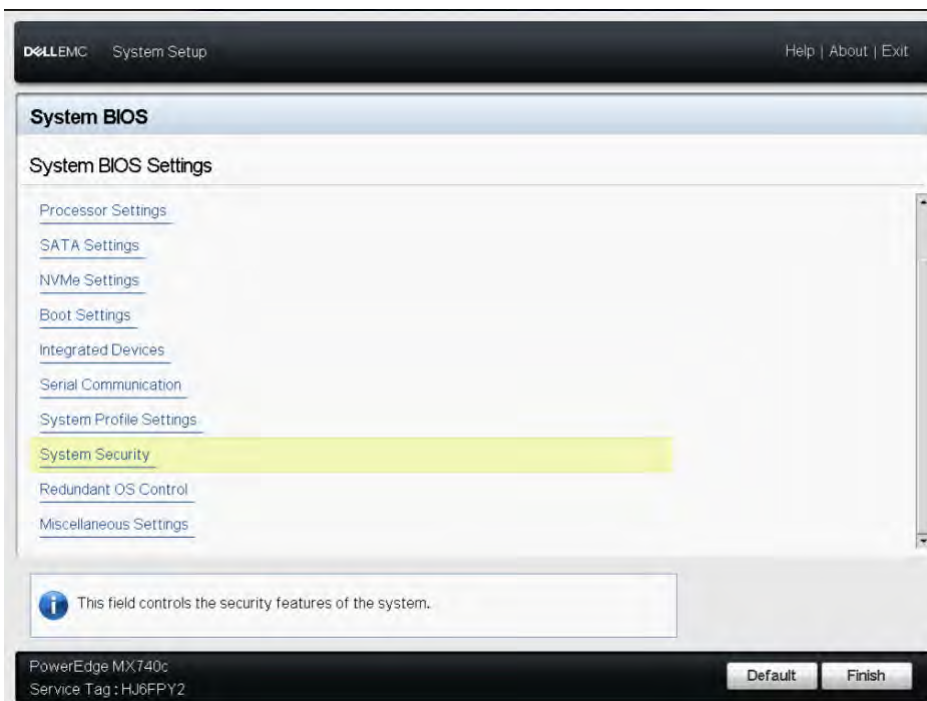 DELLEMC System Setup
Help | About | Exit
System BIOS
System BIOS Settings
Processor Settings
SATA Settings
NVMe Settings
Boot Settings
Integrated Devices
Serial Communication
System Profile Settings
System Security
Redundant OS Control
Miscellaneous Settings
This field controls the security features of the system.
PowerEdge MX740c
Service Tag : HJ6FPY2
Default
Finish